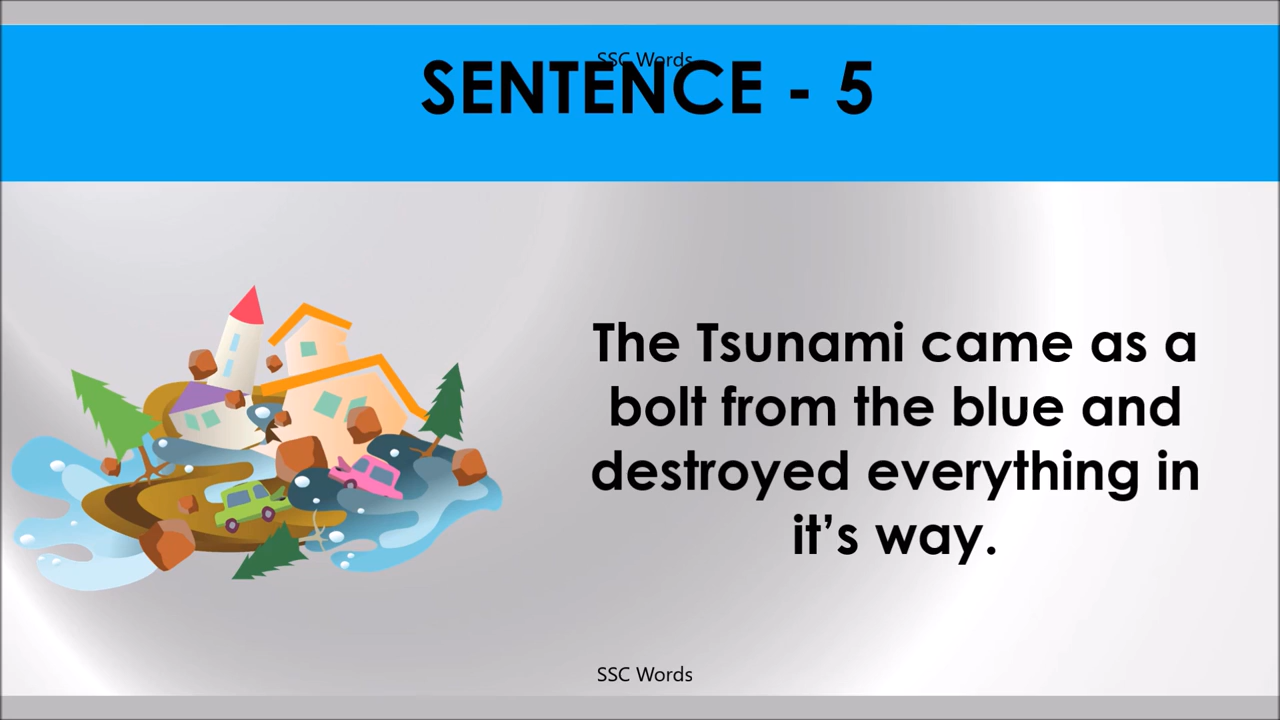 SSC Words
SENTENCE - 5
The Tsunami came as a
bolt from the blue and
destroyed everything in
it’s way.
SSC Words